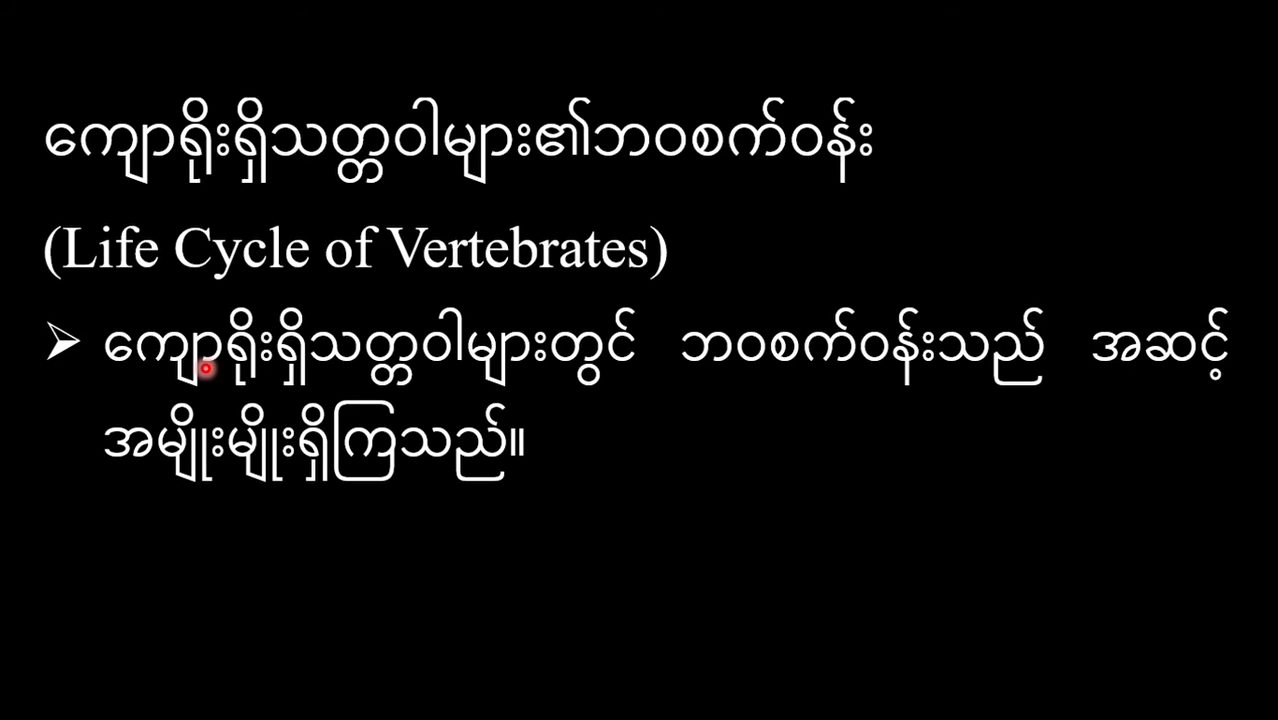 ကျောရိုးရှိသတ္တဝါများ၏ဘဝစက်ဝန်း
(Life Cycle of Vertebrates)
➢ ကျောရိုးရှိသတ္တဝါများတွင် ဘဝစက်ဝန်းသည် အဆင့်
အမျိုးမျိုးရှိကြသည်။